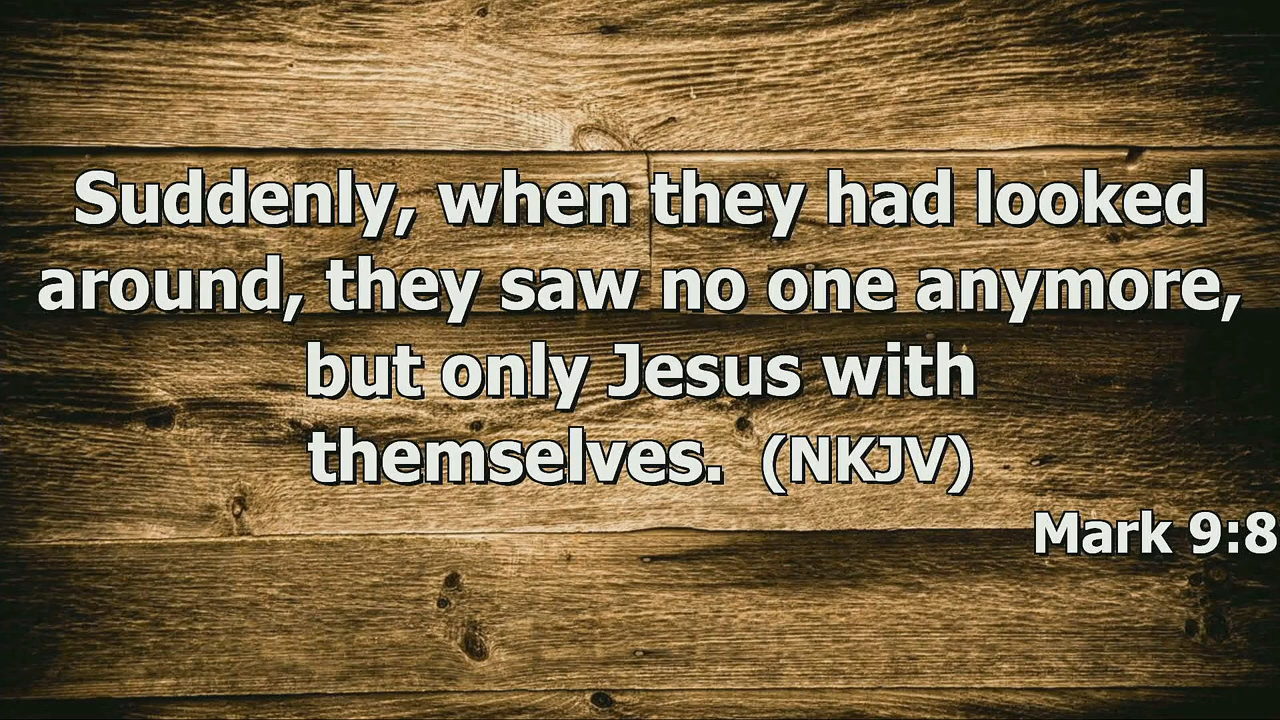 Suddenly, when they had looked
around, they saw no one anymore,
but only Jesus with
themselves. (NKJV)
Mark 9:8